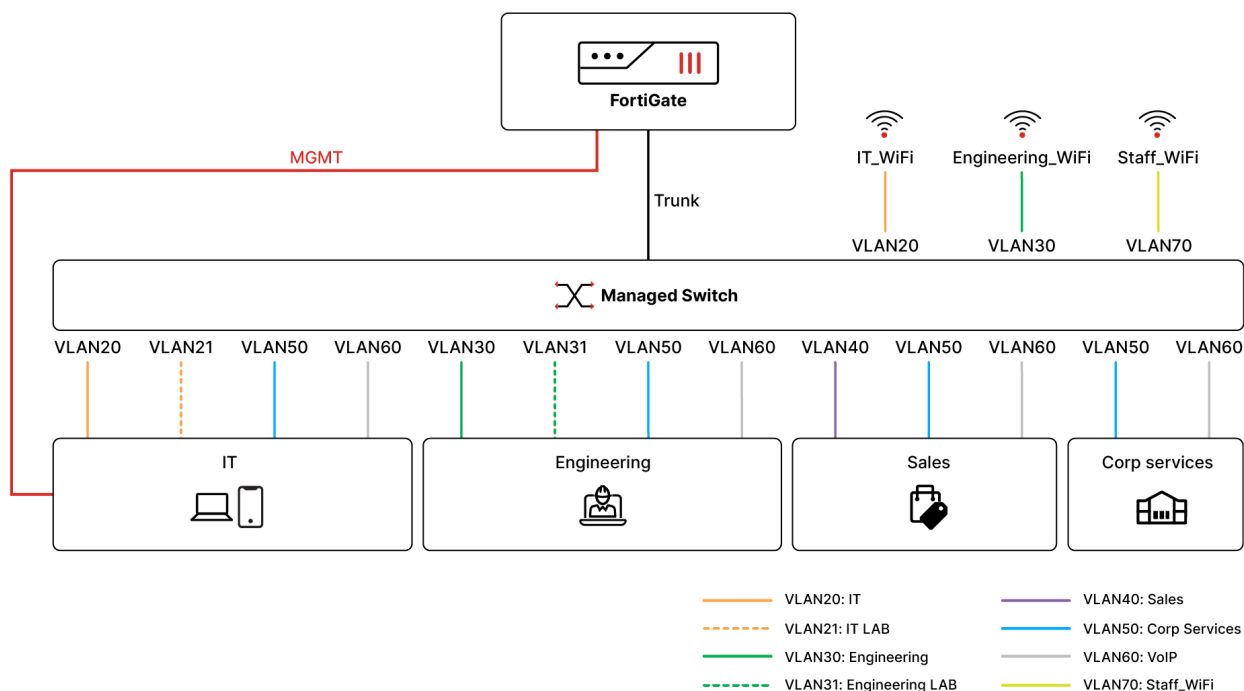 FortiGate
MGMT
IT_WiFi
Engineering_WiFi
Staff_WiFi
Trunk
VLAN20
VLAN30
VLAN70
Managed Switch
VLAN20
VLAN21
VLAN50
VLAN60
VLAN30
VLAN31
VLAN50
VLAN60
VLAN40
VLAN50
VLAN60
VLAN50
VLAN60
IT
Engineering
Sales
Corp services
VLAN20: IT
VLAN21: IT LAB
VLAN30: Engineering
VLAN31: Engineering LAB
VLAN40: Sales
VLAN50: Corp Services
VLAN60: VoIP
VLAN70: Staff_WiFi